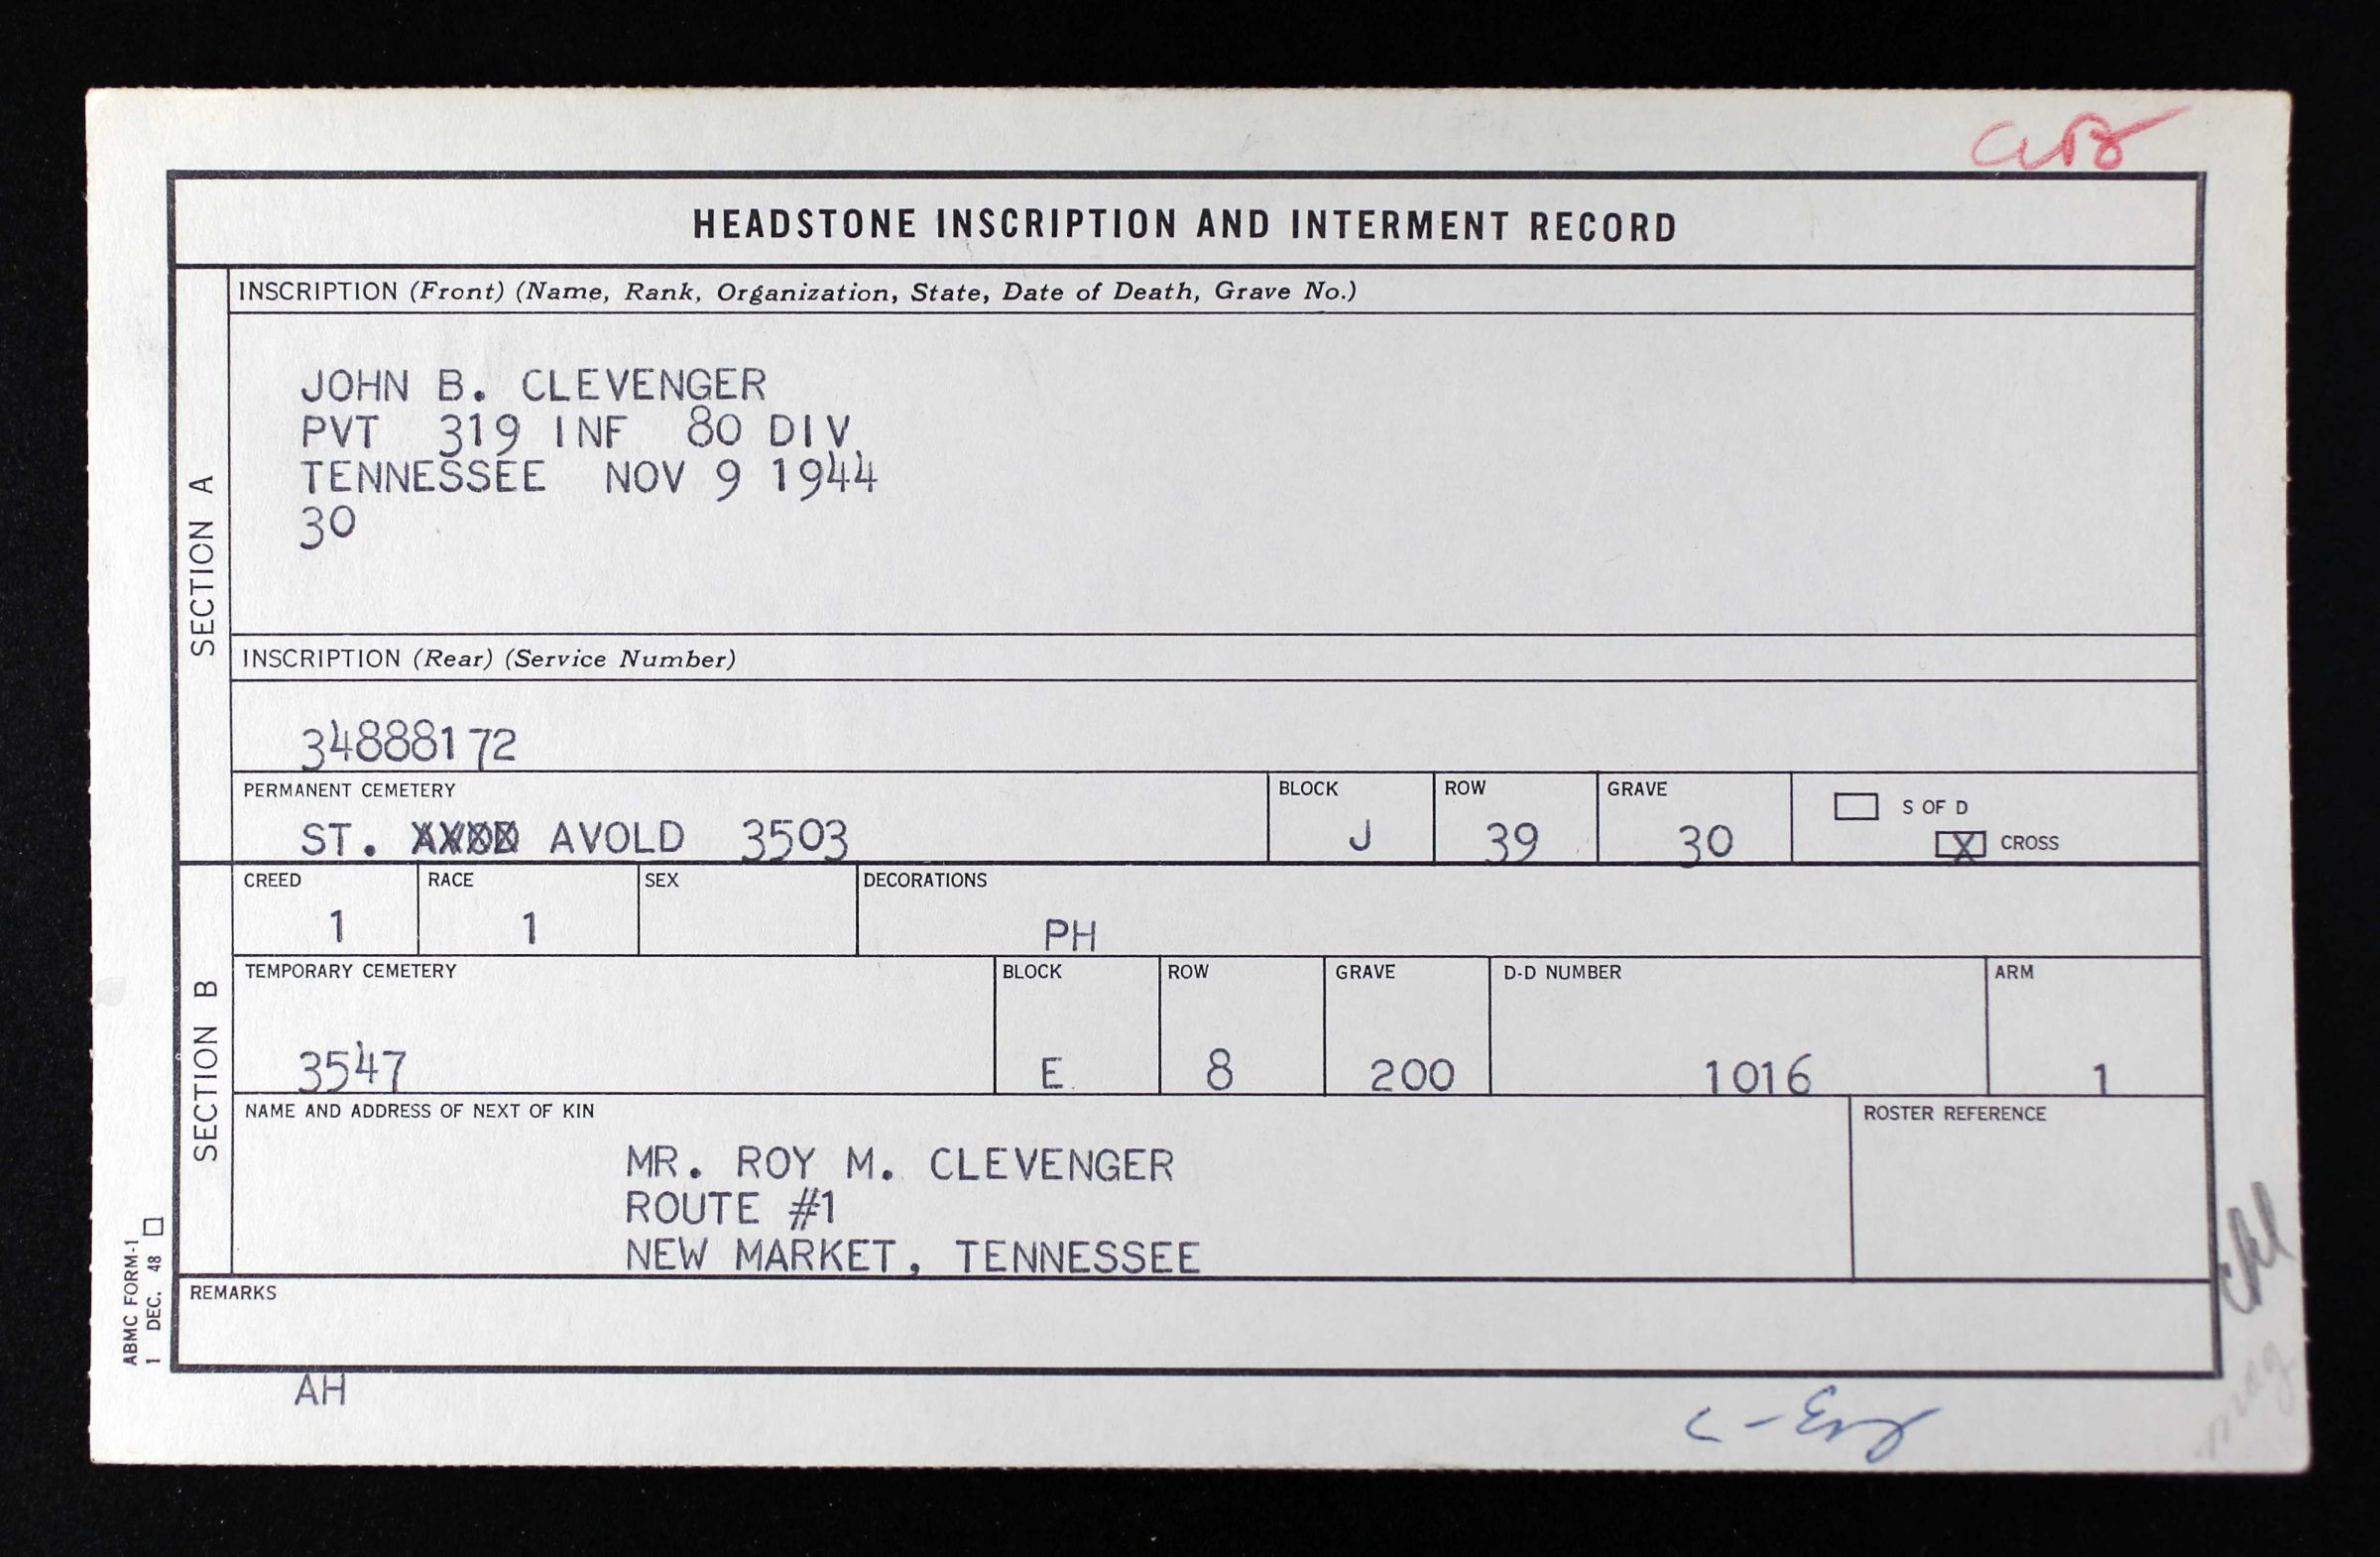 HEADSTONE INSCRIPTION AND INTERMENT RECORD
SECTION A
INSCRIPTION (Front) (Name, Rank, Organization, State, Date of Death, Grave No.)
JOHN B. CLEVENGER
PVT 319 INF 80 DIV
TENNESSEE NOV 9 1944
30
INSCRIPTION (Rear) (Service Number)
34888172
PERMANENT CEMETERY
ST. AVOLD 3503
BLOCK
J
ROW
39
GRAVE
30
S OF D
X CROSS
SECTION B
CREED
1
RACE
1
SEX
DECORATIONS
PH
TEMPORARY CEMETERY
3547
BLOCK
E
ROW
8
GRAVE
200
D-D NUMBER
1016
ARM
1
NAME AND ADDRESS OF NEXT OF KIN
MR. ROY M. CLEVENGER
ROUTE #1
NEW MARKET, TENNESSEE
ROSTER REFERENCE
REMARKS
ABMC FORM-1
1 DEC. 48
AH